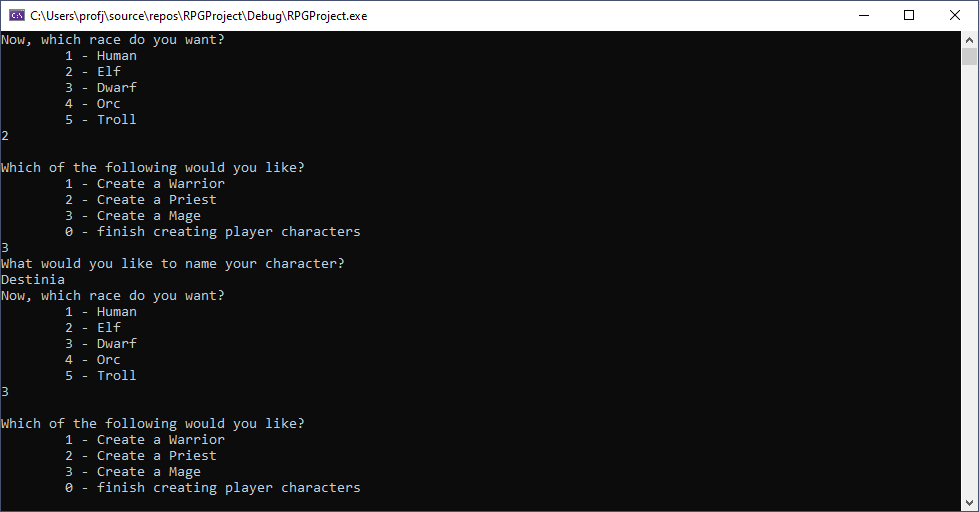 C:\Users\profj\source\repos\RPGProject\Debug\RPGProject.exe
Now, which race do you want?
1 - Human
2 - Elf
3 - Dwarf
4 - Orc
5 - Troll
2
Which of the following would you like?
1 - Create a Warrior
2 - Create a Priest
3 - Create a Mage
0 - finish creating player characters
3
What would you like to name your character?
Destinia
Now, which race do you want?
1 - Human
2 - Elf
3 - Dwarf
4 - Orc
5 - Troll
3
Which of the following would you like?
1 - Create a Warrior
2 - Create a Priest
3 - Create a Mage
0 - finish creating player characters